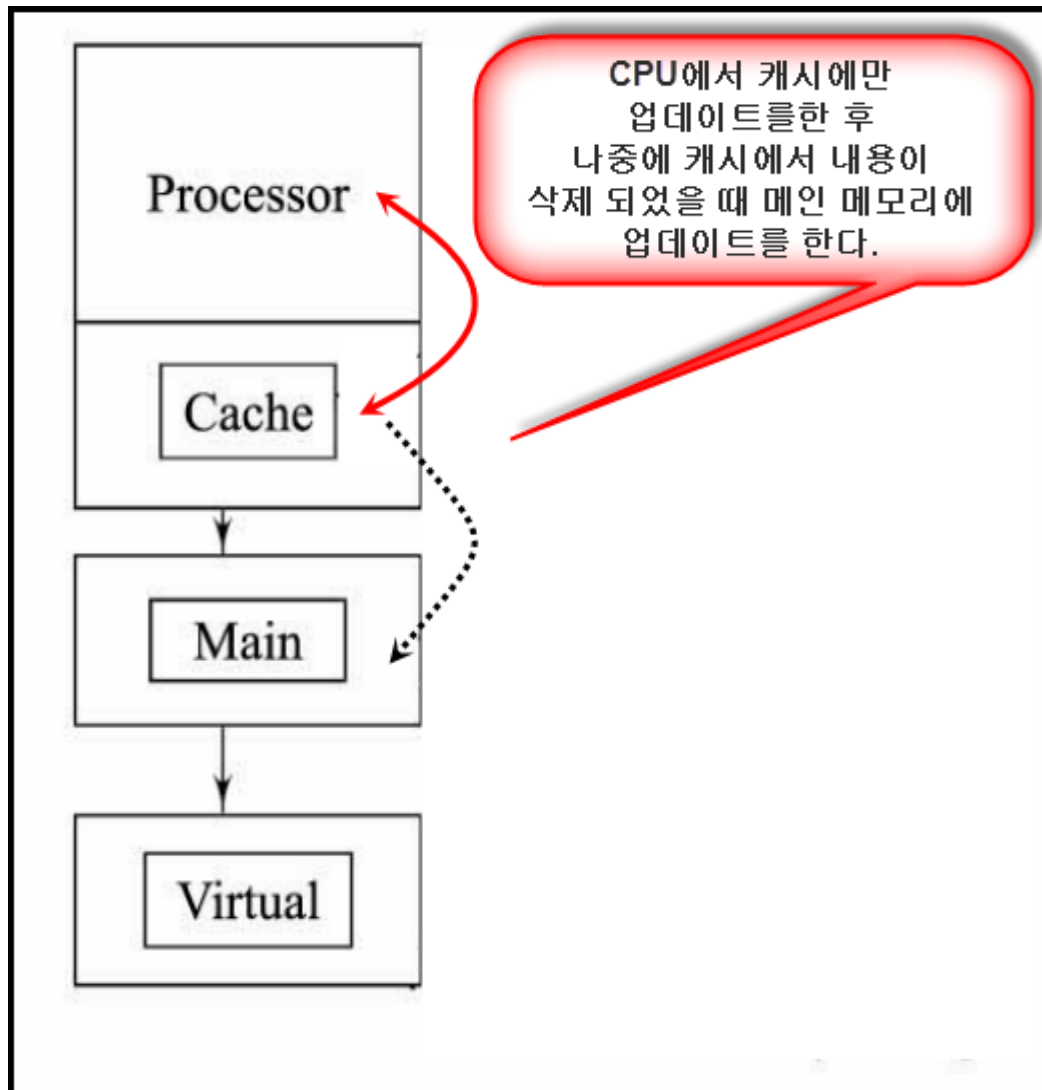 CPU에서 캐시에만
업데이트를한 후
나중에 캐시에서 내용이
삭제 되었을 때 메인 메모리에
업데이트를 한다.
Processor
Cache
Main
Virtual